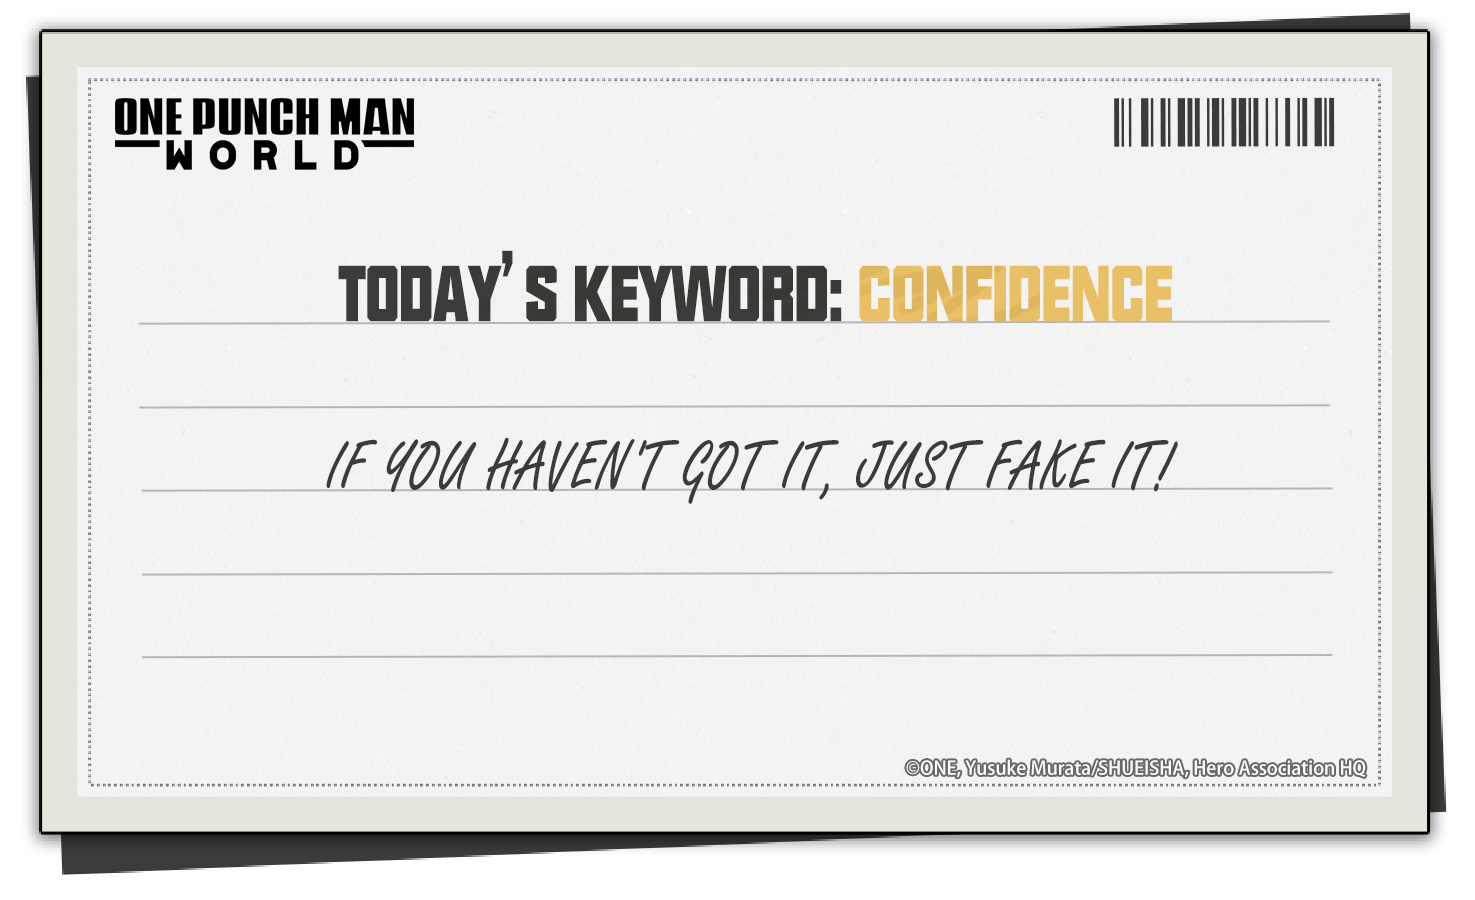 ONE PUNCH MAN
WORLD
TODAY'S KEYWORD: CONFIDENCE
IF YOU HAVEN'T GOT IT, JUST FAKE IT!
©ONE, Yusuke Murata/SHUEISHA, Hero Association HQ